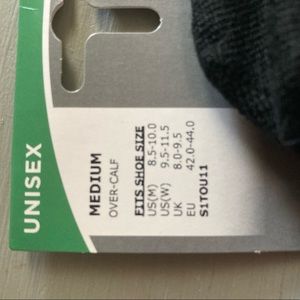 UNISEX
MEDIUM
OVER-CALF
FITS SHOE SIZE
US(M) 8.5-10.0
US(W) 9.5-11.5
UK 8.0-9.5
EU 42.0-44.0
S1TOU11